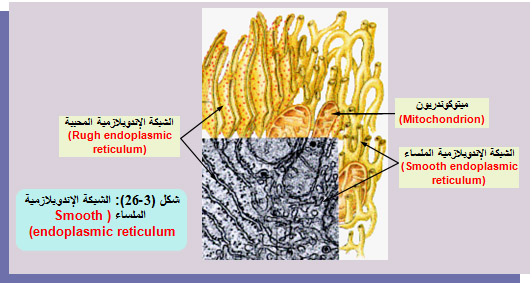 الشبكة الإندوبلازمية المحببة
(Rugh endoplasmic
reticulum)
ميتوكوندريون
(Mitochondrion)
الشبكة الإندوبلازمية الملساء
(Smooth endoplasmic
reticulum)
شكل (3-26): الشبكة الإندوبلازمية
الملساء ( Smooth
endoplasmic reticulum)